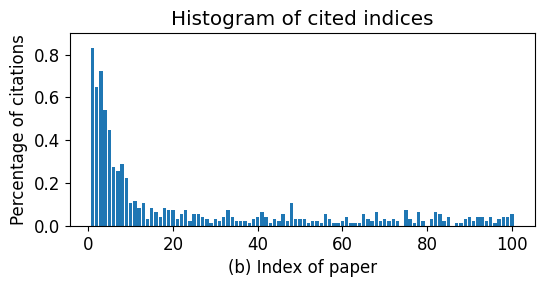 Histogram of cited indices
Percentage of citations
0.8
0.6
0.4
0.2
0.0
0 20 40 60 80 100
(b) Index of paper